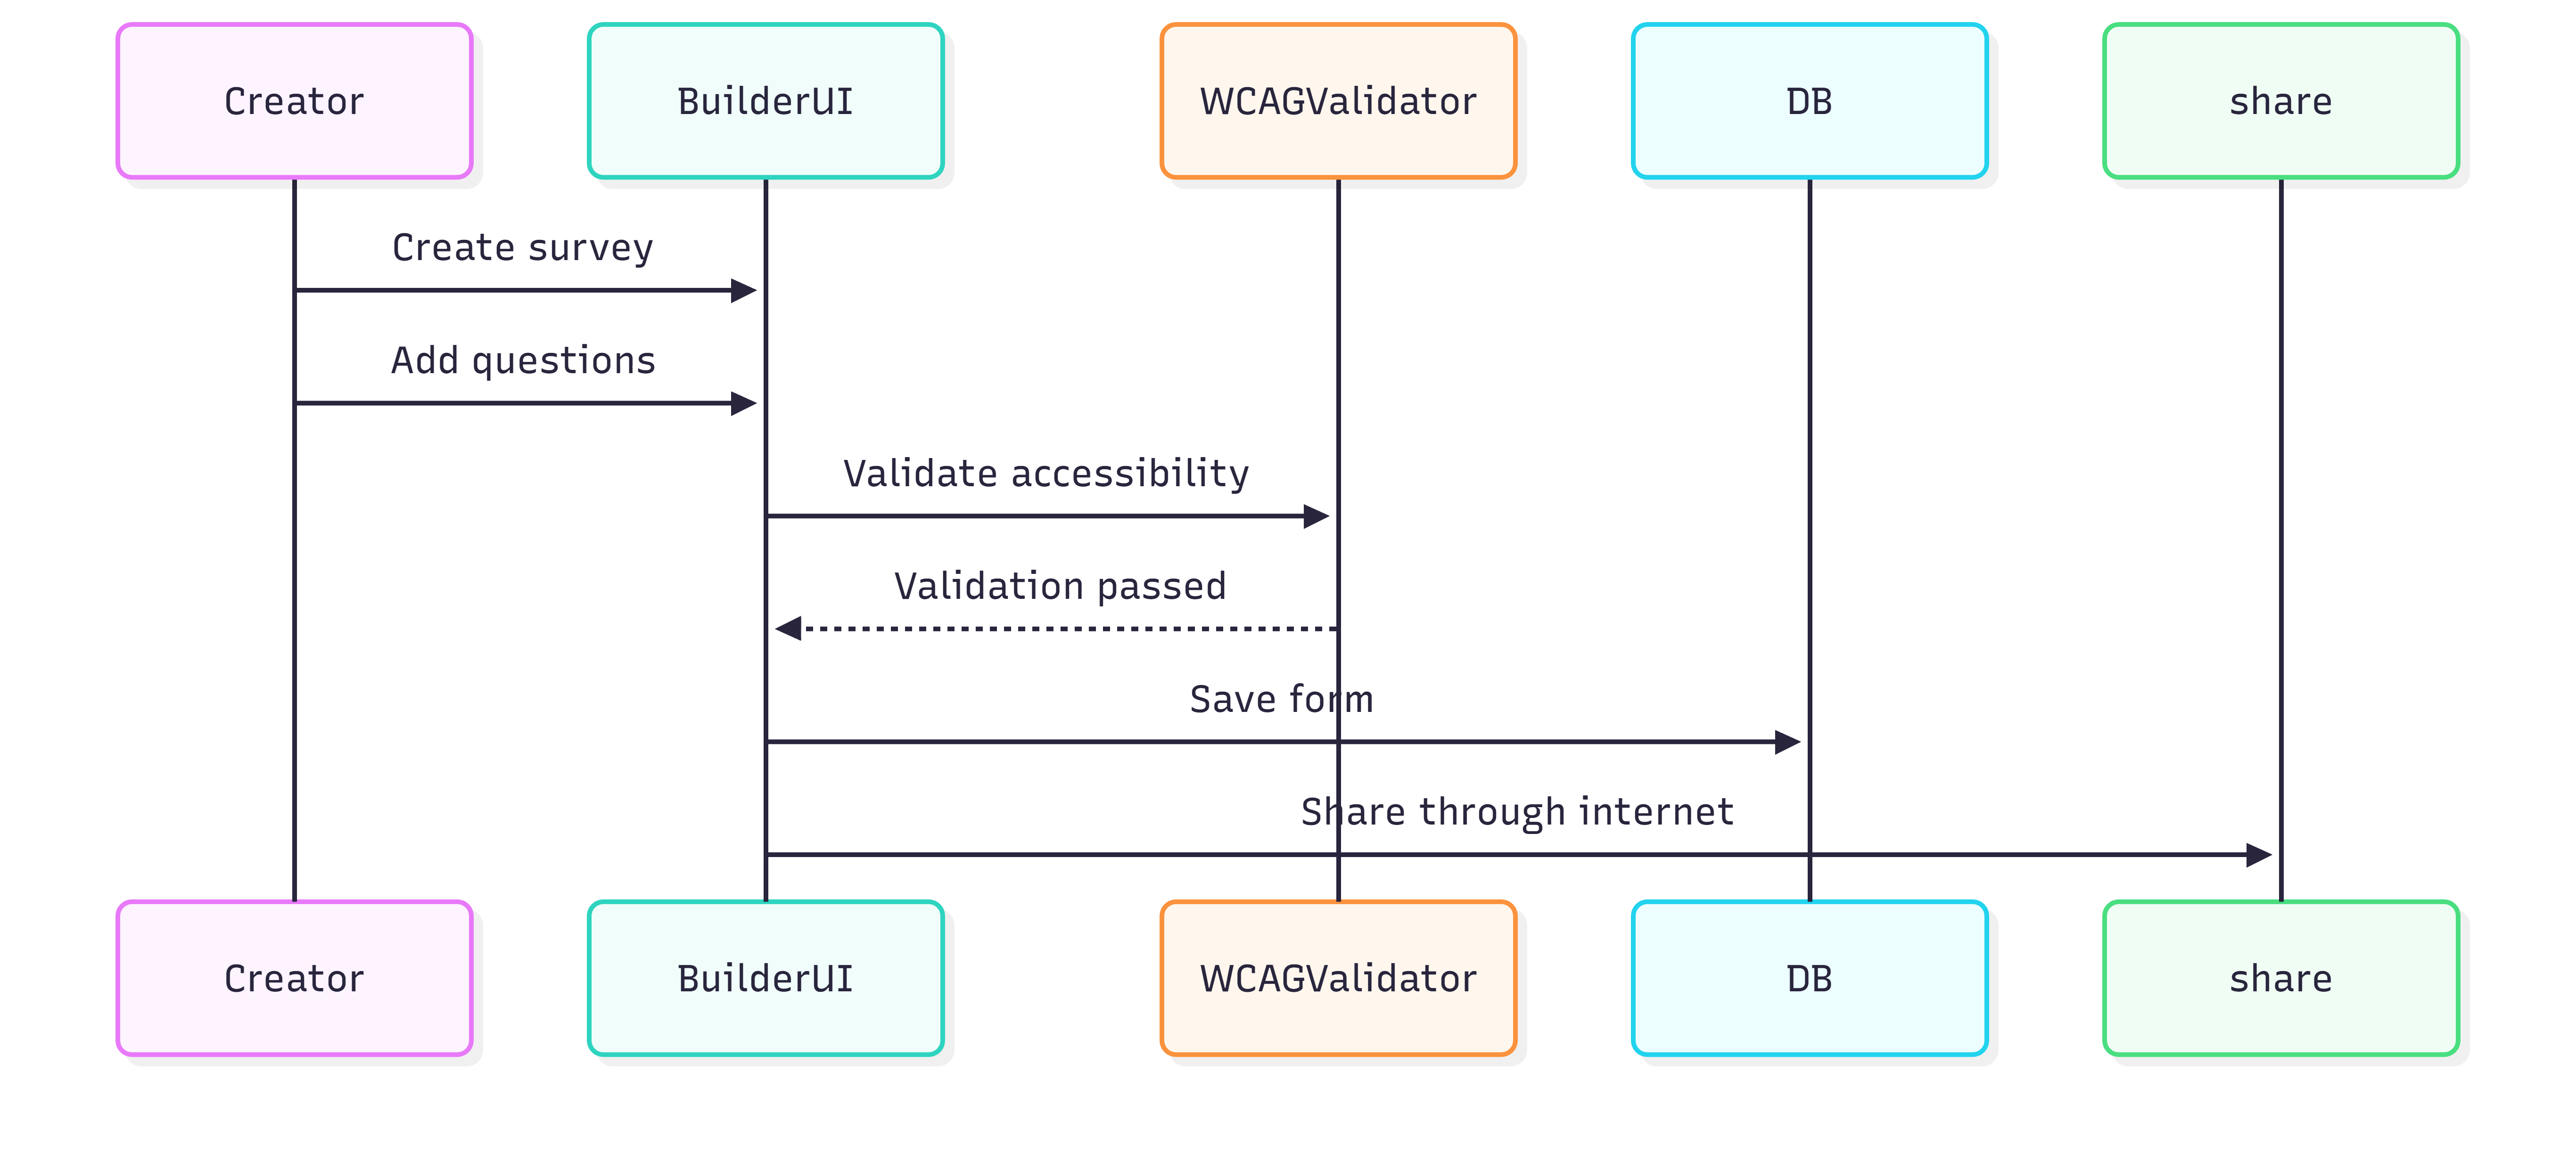 Creator
BuilderUI
WCAGValidator
DB
share
Create survey
Add questions
Validate accessibility
Validation passed
Save form
Share through internet
Creator
BuilderUI
WCAGValidator
DB
share